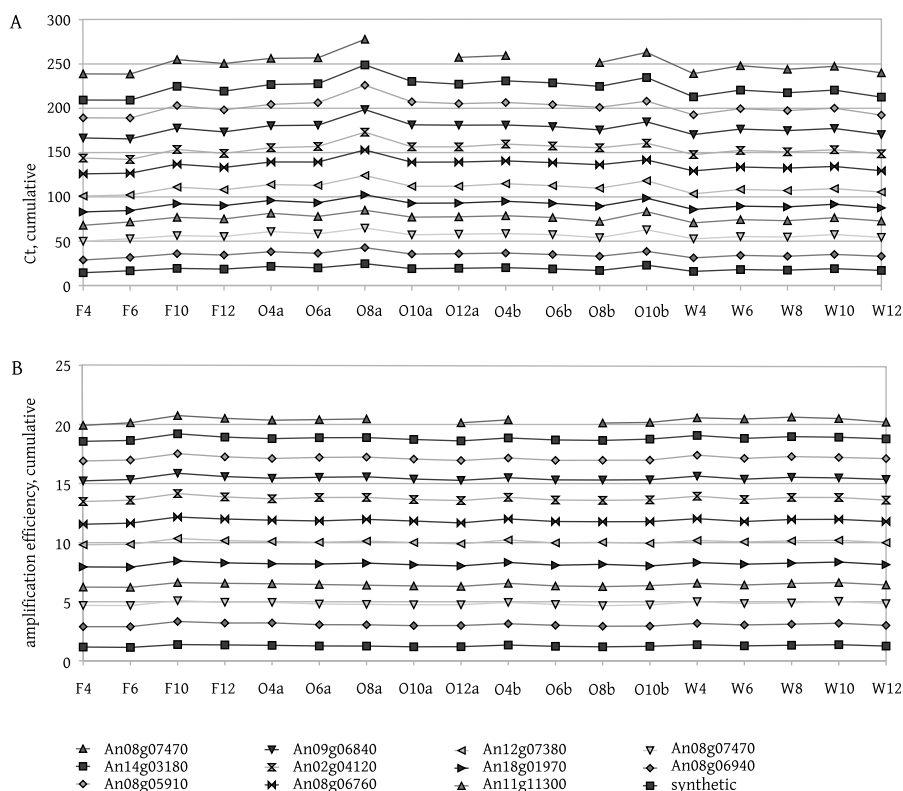 A
300
250
200
150
100
50
0
Ct, cumulative
F4 F6 F10 F12 O4a O6a O8a O10a O12a O4b O6b O8b O10b W4 W6 W8 W10 W12
B
25
20
15
10
5
0
amplification efficiency, cumulative
F4 F6 F10 F12 O4a O6a O8a O10a O12a O4b O6b O8b O10b W4 W6 W8 W10 W12
An08g07470 An09g06840 An12g07380 An08g07470
An14g03180 An02g04120 An18g01970 An08g06940
An08g05910 An08g06760 An11g11300 synthetic